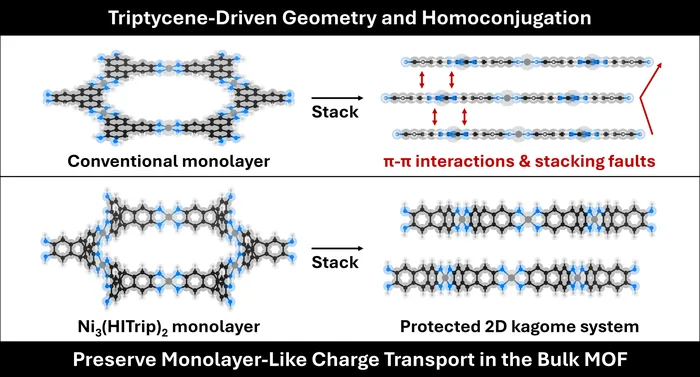 Triptycene-Driven Geometry and Homoconjugation
Stack
Conventional monolayer
π-π interactions & stacking faults
Stack
Ni₃(HITrip)₂ monolayer
Protected 2D kagome system
Preserve Monolayer-Like Charge Transport in the Bulk MOF